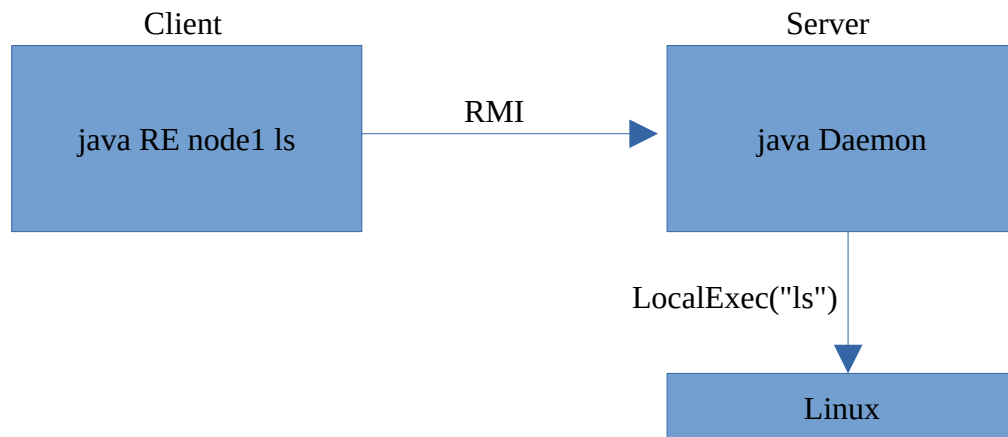 Client
Server
java RE node1 ls
RMI
java Daemon
LocalExec("ls")
Linux